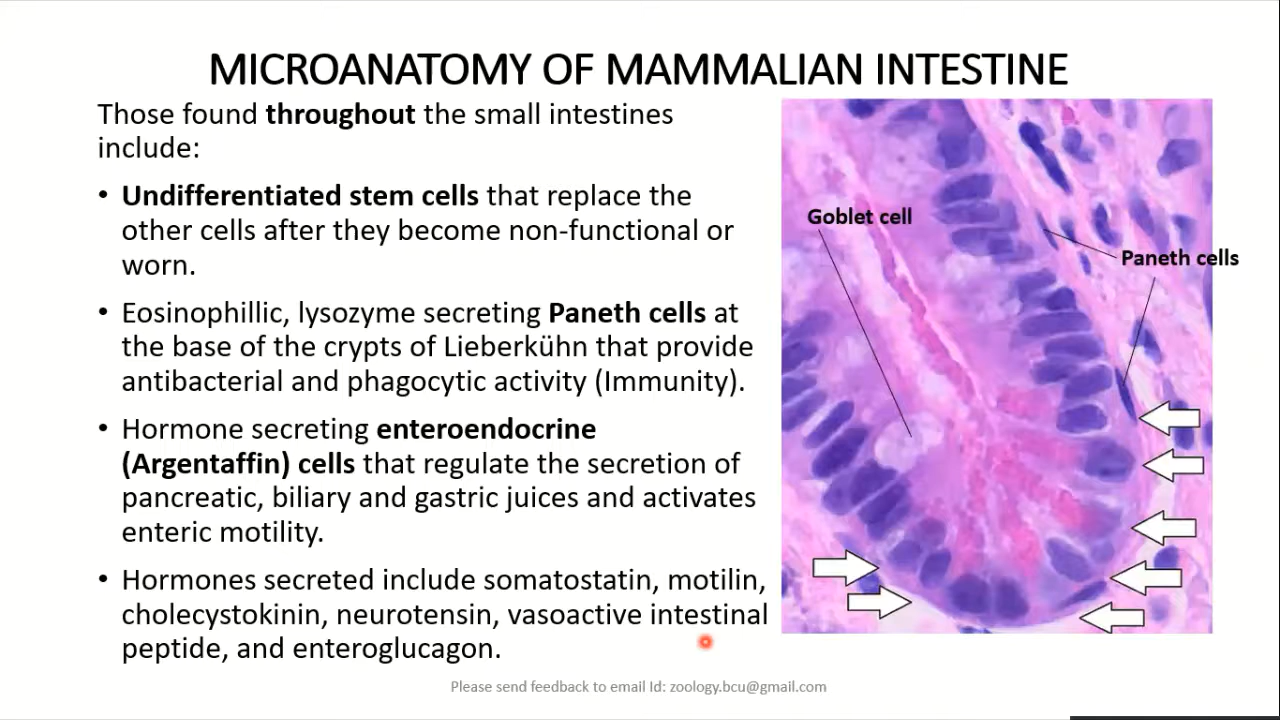 MICROANATOMY OF MAMMALIAN INTESTINE
Those found throughout the small intestines
include:
• Undifferentiated stem cells that replace the
other cells after they become non-functional or
worn.
• Eosinophillic, lysozyme secreting Paneth cells at
the base of the crypts of Lieberkühn that provide
antibacterial and phagocytic activity (Immunity).
• Hormone secreting enteroendocrine
(Argentaffin) cells that regulate the secretion of
pancreatic, biliary and gastric juices and activates
enteric motility.
• Hormones secreted include somatostatin, motilin,
cholecystokinin, neurotensin, vasoactive intestinal
peptide, and enteroglucagon.
Goblet cell
Paneth cells
Please send feedback to email Id: zoology.bcu@gmail.com